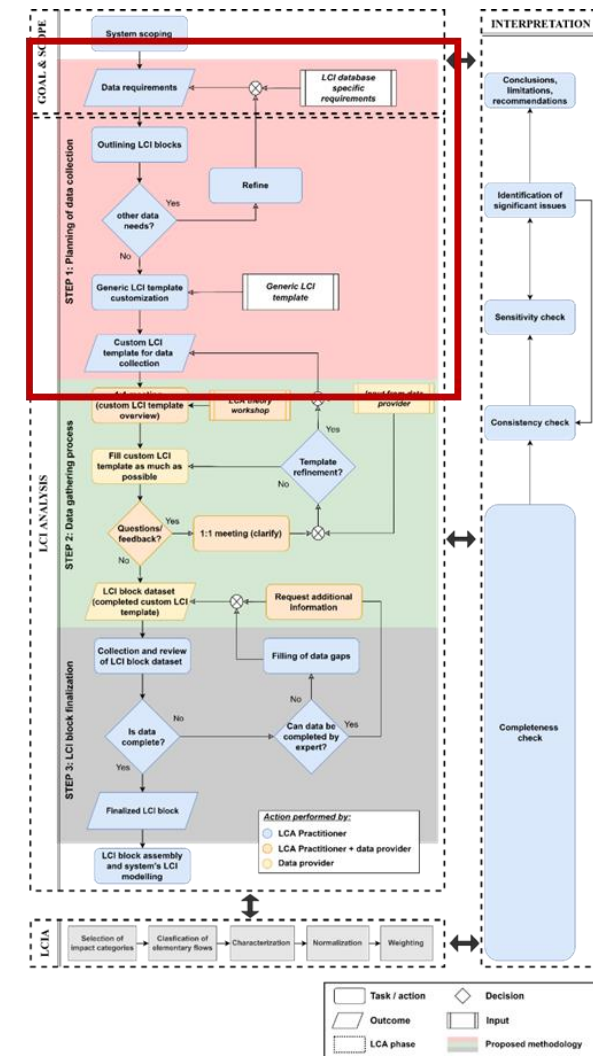 GOAL & SCOPE
System scoping
Data requirements
LCI database
specific
requirements
LCI ANALYSIS
STEP 1: Planning of data collection
Outlining LCI blocks
Refine
other data
needs?
Yes
No
Generic LCI template
customization
Generic LCI
template
Custom LCI
template for data
collection
STEP 2: Data gathering process
1:1 meeting
(custom LCI template
overview)
LCA theory
workshop
Input from data
provider
Yes
Fill custom LCI
template as much as
possible
Template
refinement?
No
Questions/
feedback?
Yes
1:1 meeting (clarify)
No
LCI block dataset
(completed custom LCI
template)
Request additional
information
STEP 3: LCI block finalization
Collection and review
of LCI block dataset
Filling of data gaps
No
Is data
complete?
No
Can data be
completed by
expert?
Yes
Yes
Finalized LCI block
LCI block assembly
and system's LCI
modelling
Action performed by:
LCA Practitioner
LCA Practitioner + data provider
Data provider
LCIA
Selection of
impact categories
Clasification of
elementary flows
Characterization
Normalization
Weighting
INTERPRETATION
Conclusions,
limitations,
recommendations
Identification of
significant issues
Sensitivity check
Consistency check
Completeness
check
Task / action
Decision
Outcome
Input
LCA phase
Proposed methodology